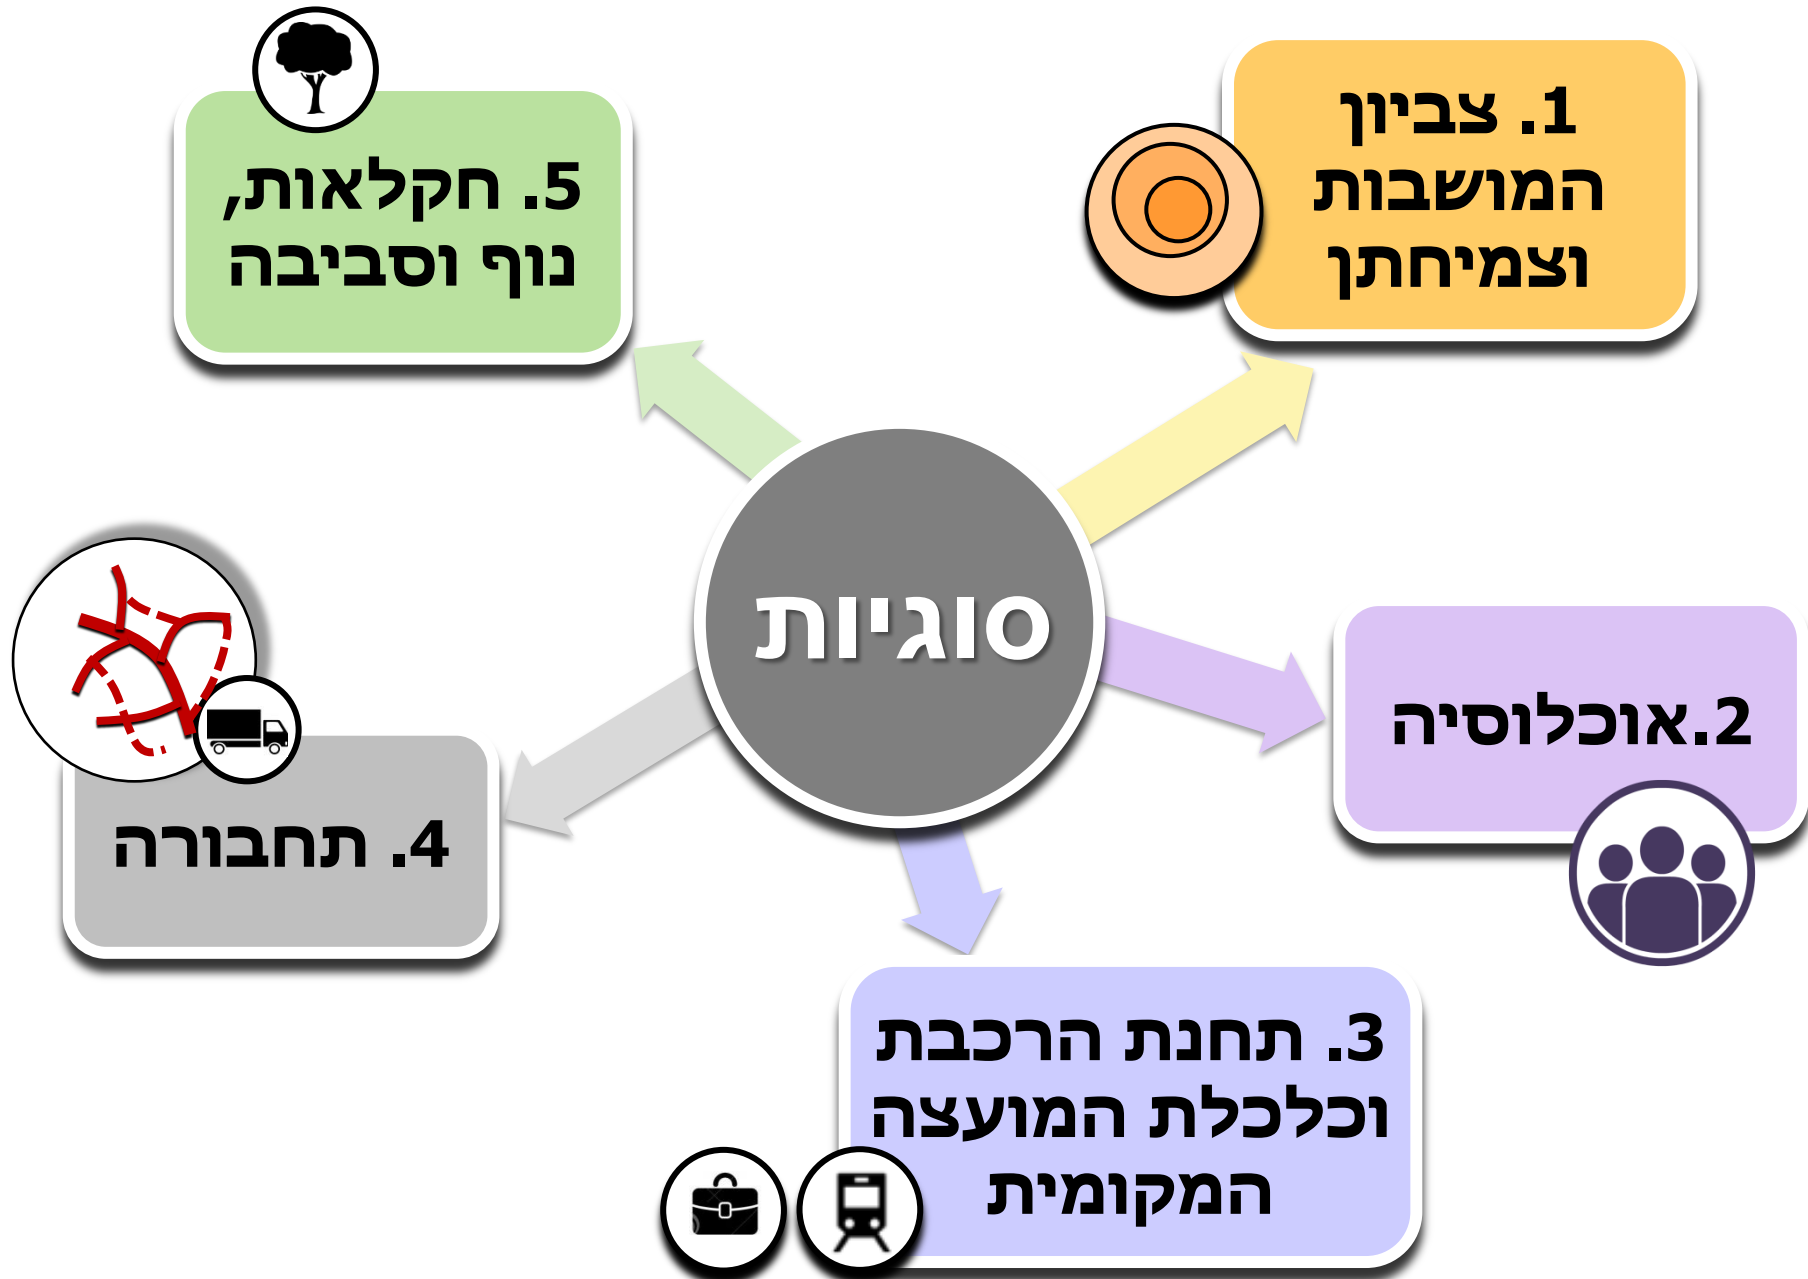 סוגיות
1. צביון
המושבות
וצמיחתן
2.אוכלוסיה
3. תחנת הרכבת
וכלכלת המועצה
המקומית
4. תחבורה
5. חקלאות,
נוף וסביבה